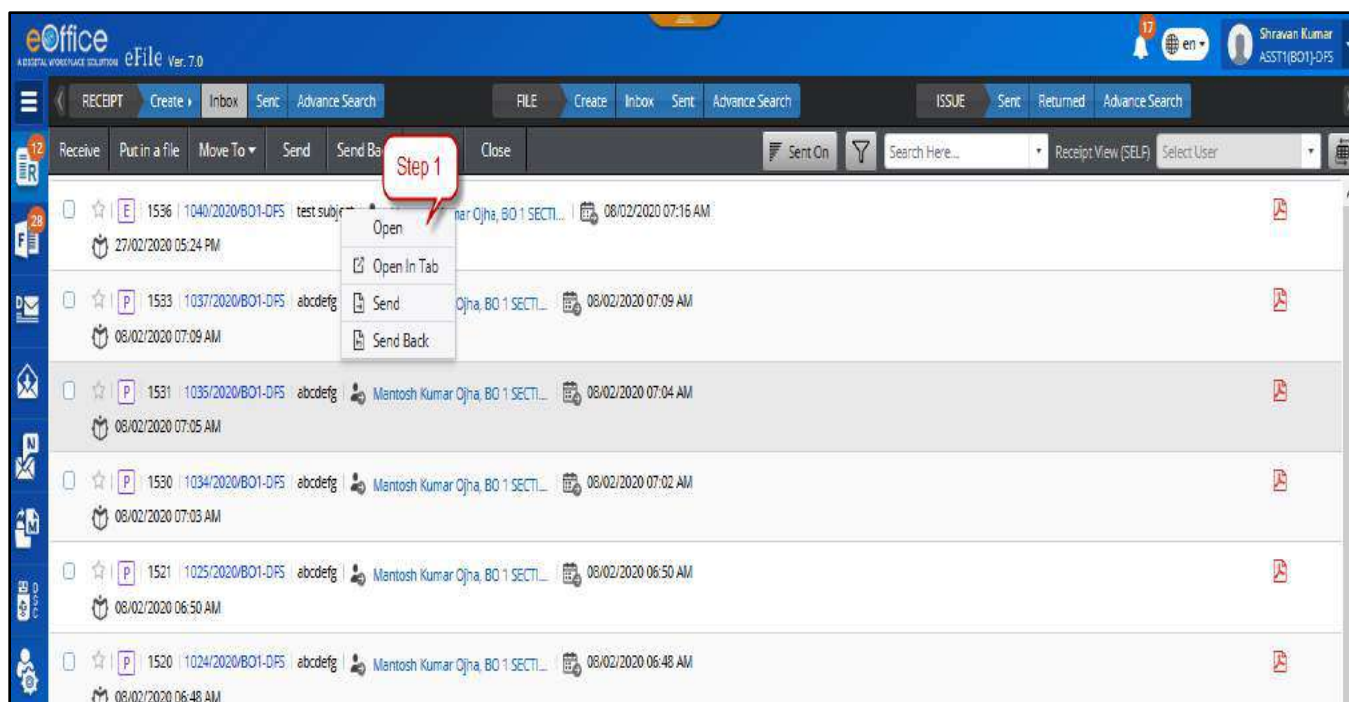 17
eOffice
A DIGITAL WORKPLACE SOLUTION eFile Ver. 7.0
en
Shravan Kumar
ASST1(BO1)-DFS
RECEIPT Create Inbox Sent Advance Search FILE Create Inbox Sent Advance Search ISSUE Sent Returned Advance Search
12
R
Receive Put in a file Move To Send Send Ba Close Sent On Search Here... Receipt View (SELF) Select User
Step 1
E 1536 1040/2020/BO1-DFS test subje mar Ojha, BO 1 SECTI... 08/02/2020 07:16 AM
27/02/2020 05:24 PM
28
F
Open
Open In Tab
Send
Send Back
P 1533 1037/2020/BO1-DFS abcdefg Ojha, BO 1 SECTI... 08/02/2020 07:09 AM
08/02/2020 07:09 AM
D
P 1531 1035/2020/BO1-DFS abcdefg Mantosh Kumar Ojha, BO 1 SECTI... 08/02/2020 07:04 AM
08/02/2020 07:05 AM
N
P 1530 1034/2020/BO1-DFS abcdefg Mantosh Kumar Ojha, BO 1 SECTI... 08/02/2020 07:02 AM
08/02/2020 07:03 AM
M
P 1521 1025/2020/BO1-DFS abcdefg Mantosh Kumar Ojha, BO 1 SECTI... 08/02/2020 06:50 AM
08/02/2020 06:50 AM
DSC
P 1520 1024/2020/BO1-DFS abcdefg Mantosh Kumar Ojha, BO 1 SECTI... 08/02/2020 06:48 AM
08/02/2020 06:48 AM